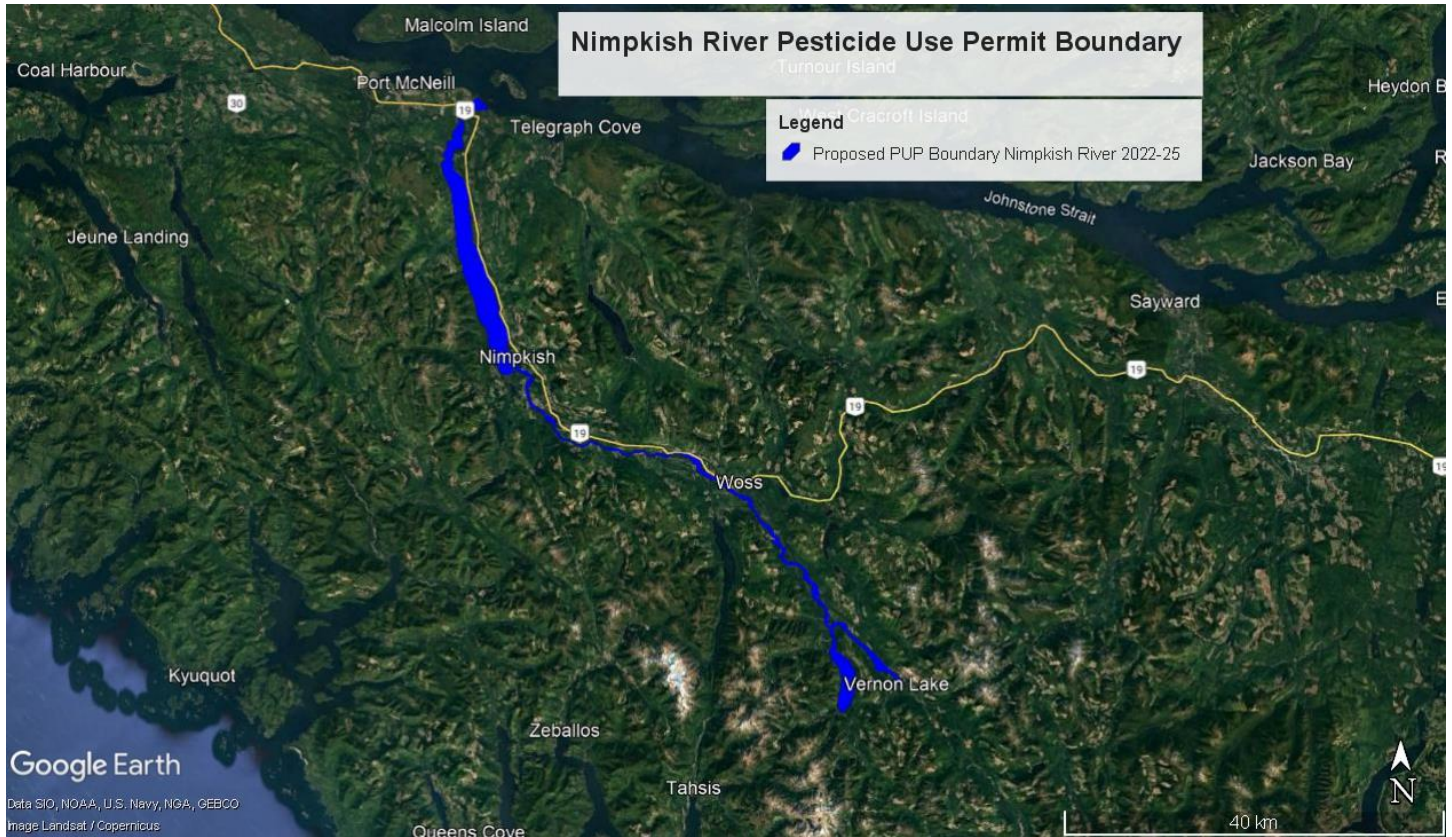 Malcolm Island
Nimpkish River Pesticide Use Permit Boundary
Turnour Island
Coal Harbour
Port McNeill
30
19
Heydon B
Legend
West Cracroft Island
Telegraph Cove
Proposed PUP Boundary Nimpkish River 2022-25
Jackson Bay
R
Johnstone Strait
Jeune Landing
Sayward
E
Nimpkish
19
19
19
19
Woss
Kyuquot
Vernon Lake
Zeballos
Google Earth
Tahsis
N
Data SIO, NOAA, U.S. Navy, NGA, GEBCO
Image Landsat / Copernicus
Queens Cove
40 km